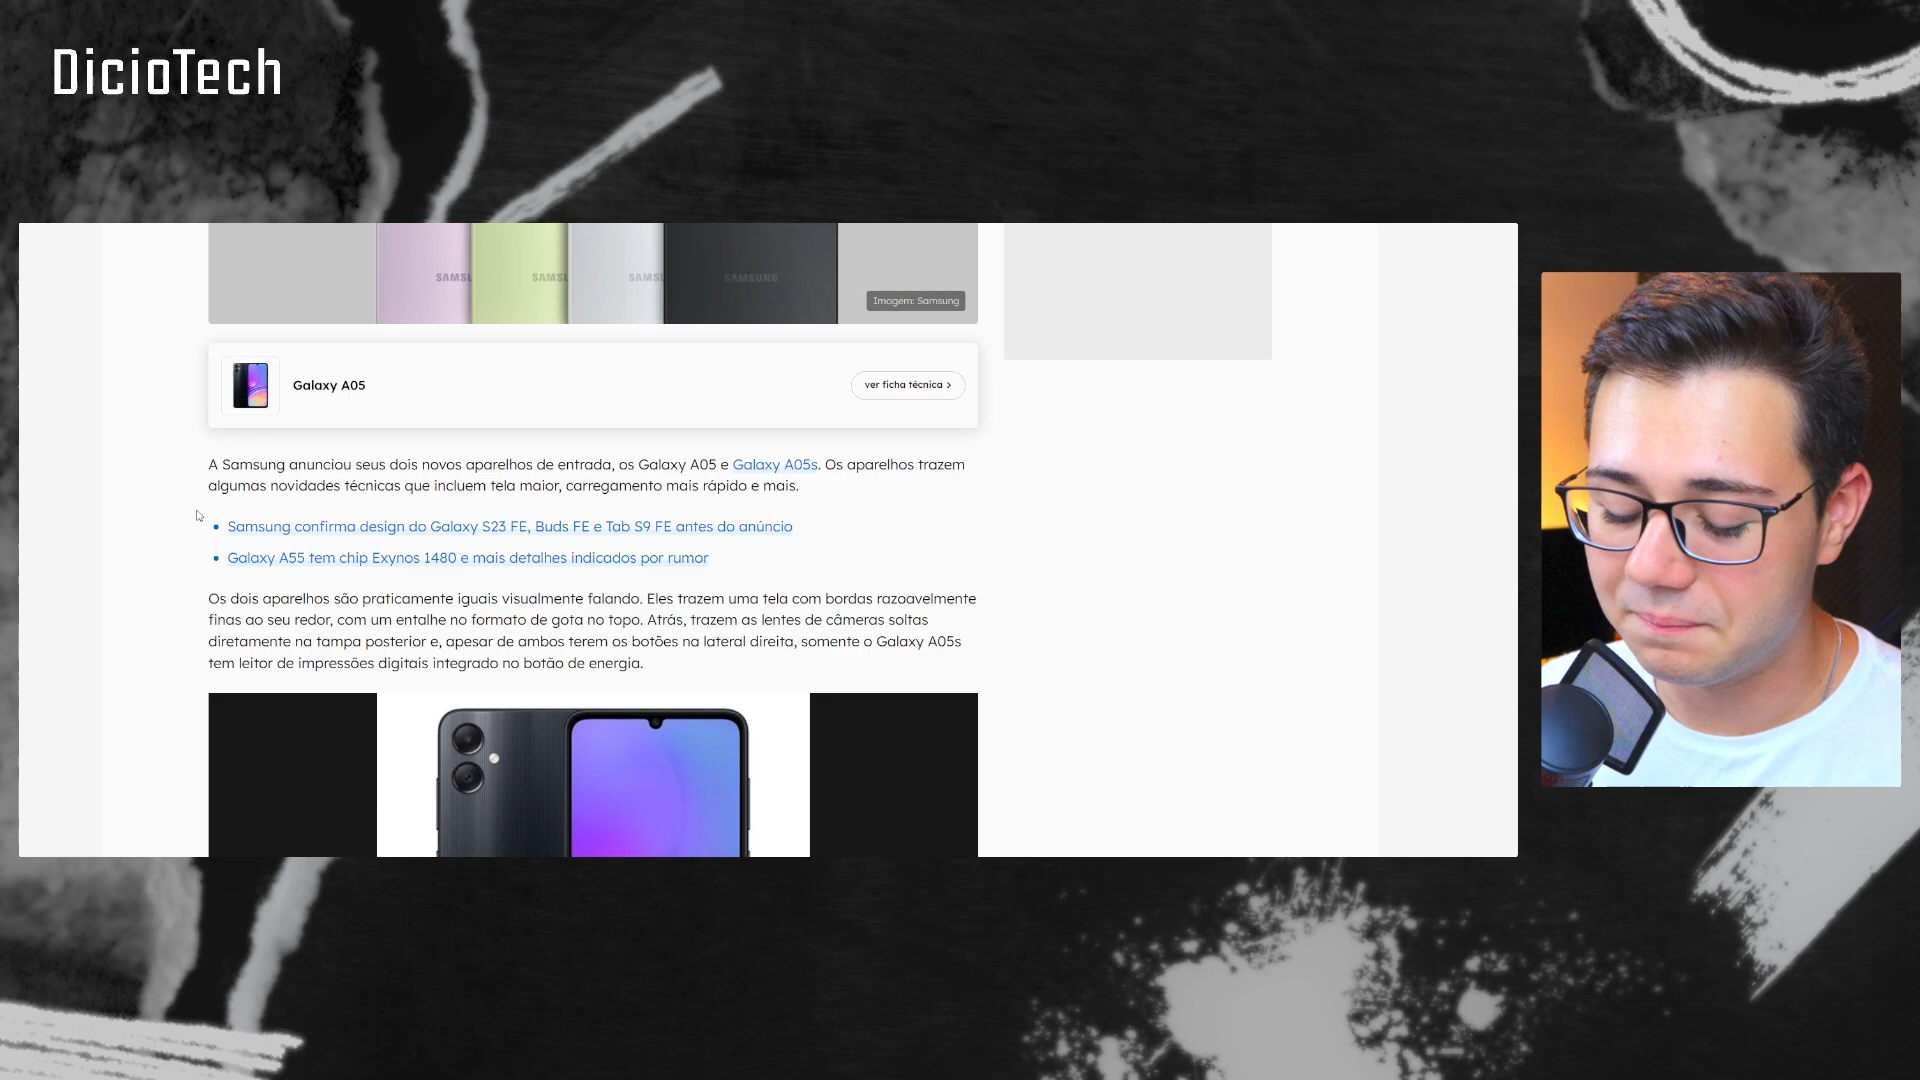 DicioTech
SAMSU
SAMSU
SAMSU
SAMSUNG
Imagem: Samsung
Galaxy A05
ver ficha técnica >
A Samsung anunciou seus dois novos aparelhos de entrada, os Galaxy A05 e Galaxy A05s. Os aparelhos trazem
algumas novidades técnicas que incluem tela maior, carregamento mais rápido e mais.
• Samsung confirma design do Galaxy S23 FE, Buds FE e Tab S9 FE antes do anúncio
• Galaxy A55 tem chip Exynos 1480 e mais detalhes indicados por rumor
Os dois aparelhos são praticamente iguais visualmente falando. Eles trazem uma tela com bordas razoavelmente
finas ao seu redor, com um entalhe no formato de gota no topo. Atrás, trazem as lentes de câmeras soltas
diretamente na tampa posterior e, apesar de ambos terem os botões na lateral direita, somente o Galaxy A05s
tem leitor de impressões digitais integrado no botão de energia.